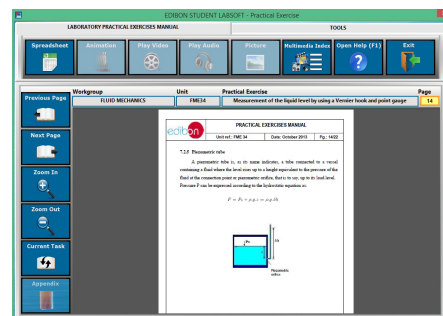 EDIBON STUDENT LABSOFT - Practical Exercise
LABORATORY PRACTICAL EXERCISES MANUAL
TOOLS
Spreadsheet
Animation
Play Video
Play Audio
Picture
Multimedia Index
Open Help (F1)
Exit
Workgroup
Unit
Practical Exercise
Page
FLUID MECHANICS
FME34
Measurement of the liquid level by using a Vernier hook and point gauge
14
Previous Page
Next Page
Zoom In
Zoom Out
Current Task
Appendix
edibon
PRACTICAL EXERCISES MANUAL
Unit ref.: FME 34
Date: October 2013
Pg.: 14/22
A piezometric tube is, as its name indicates, a tube connected to a vessel
containing a fluid where the level rises up to a height equivalent to the pressure of the
fluid at the connection point or piezometric orifice, that is to say, up to its load level.
Pressure P can be expressed according to the hydrostatic equation as:
Piezometric
orifice